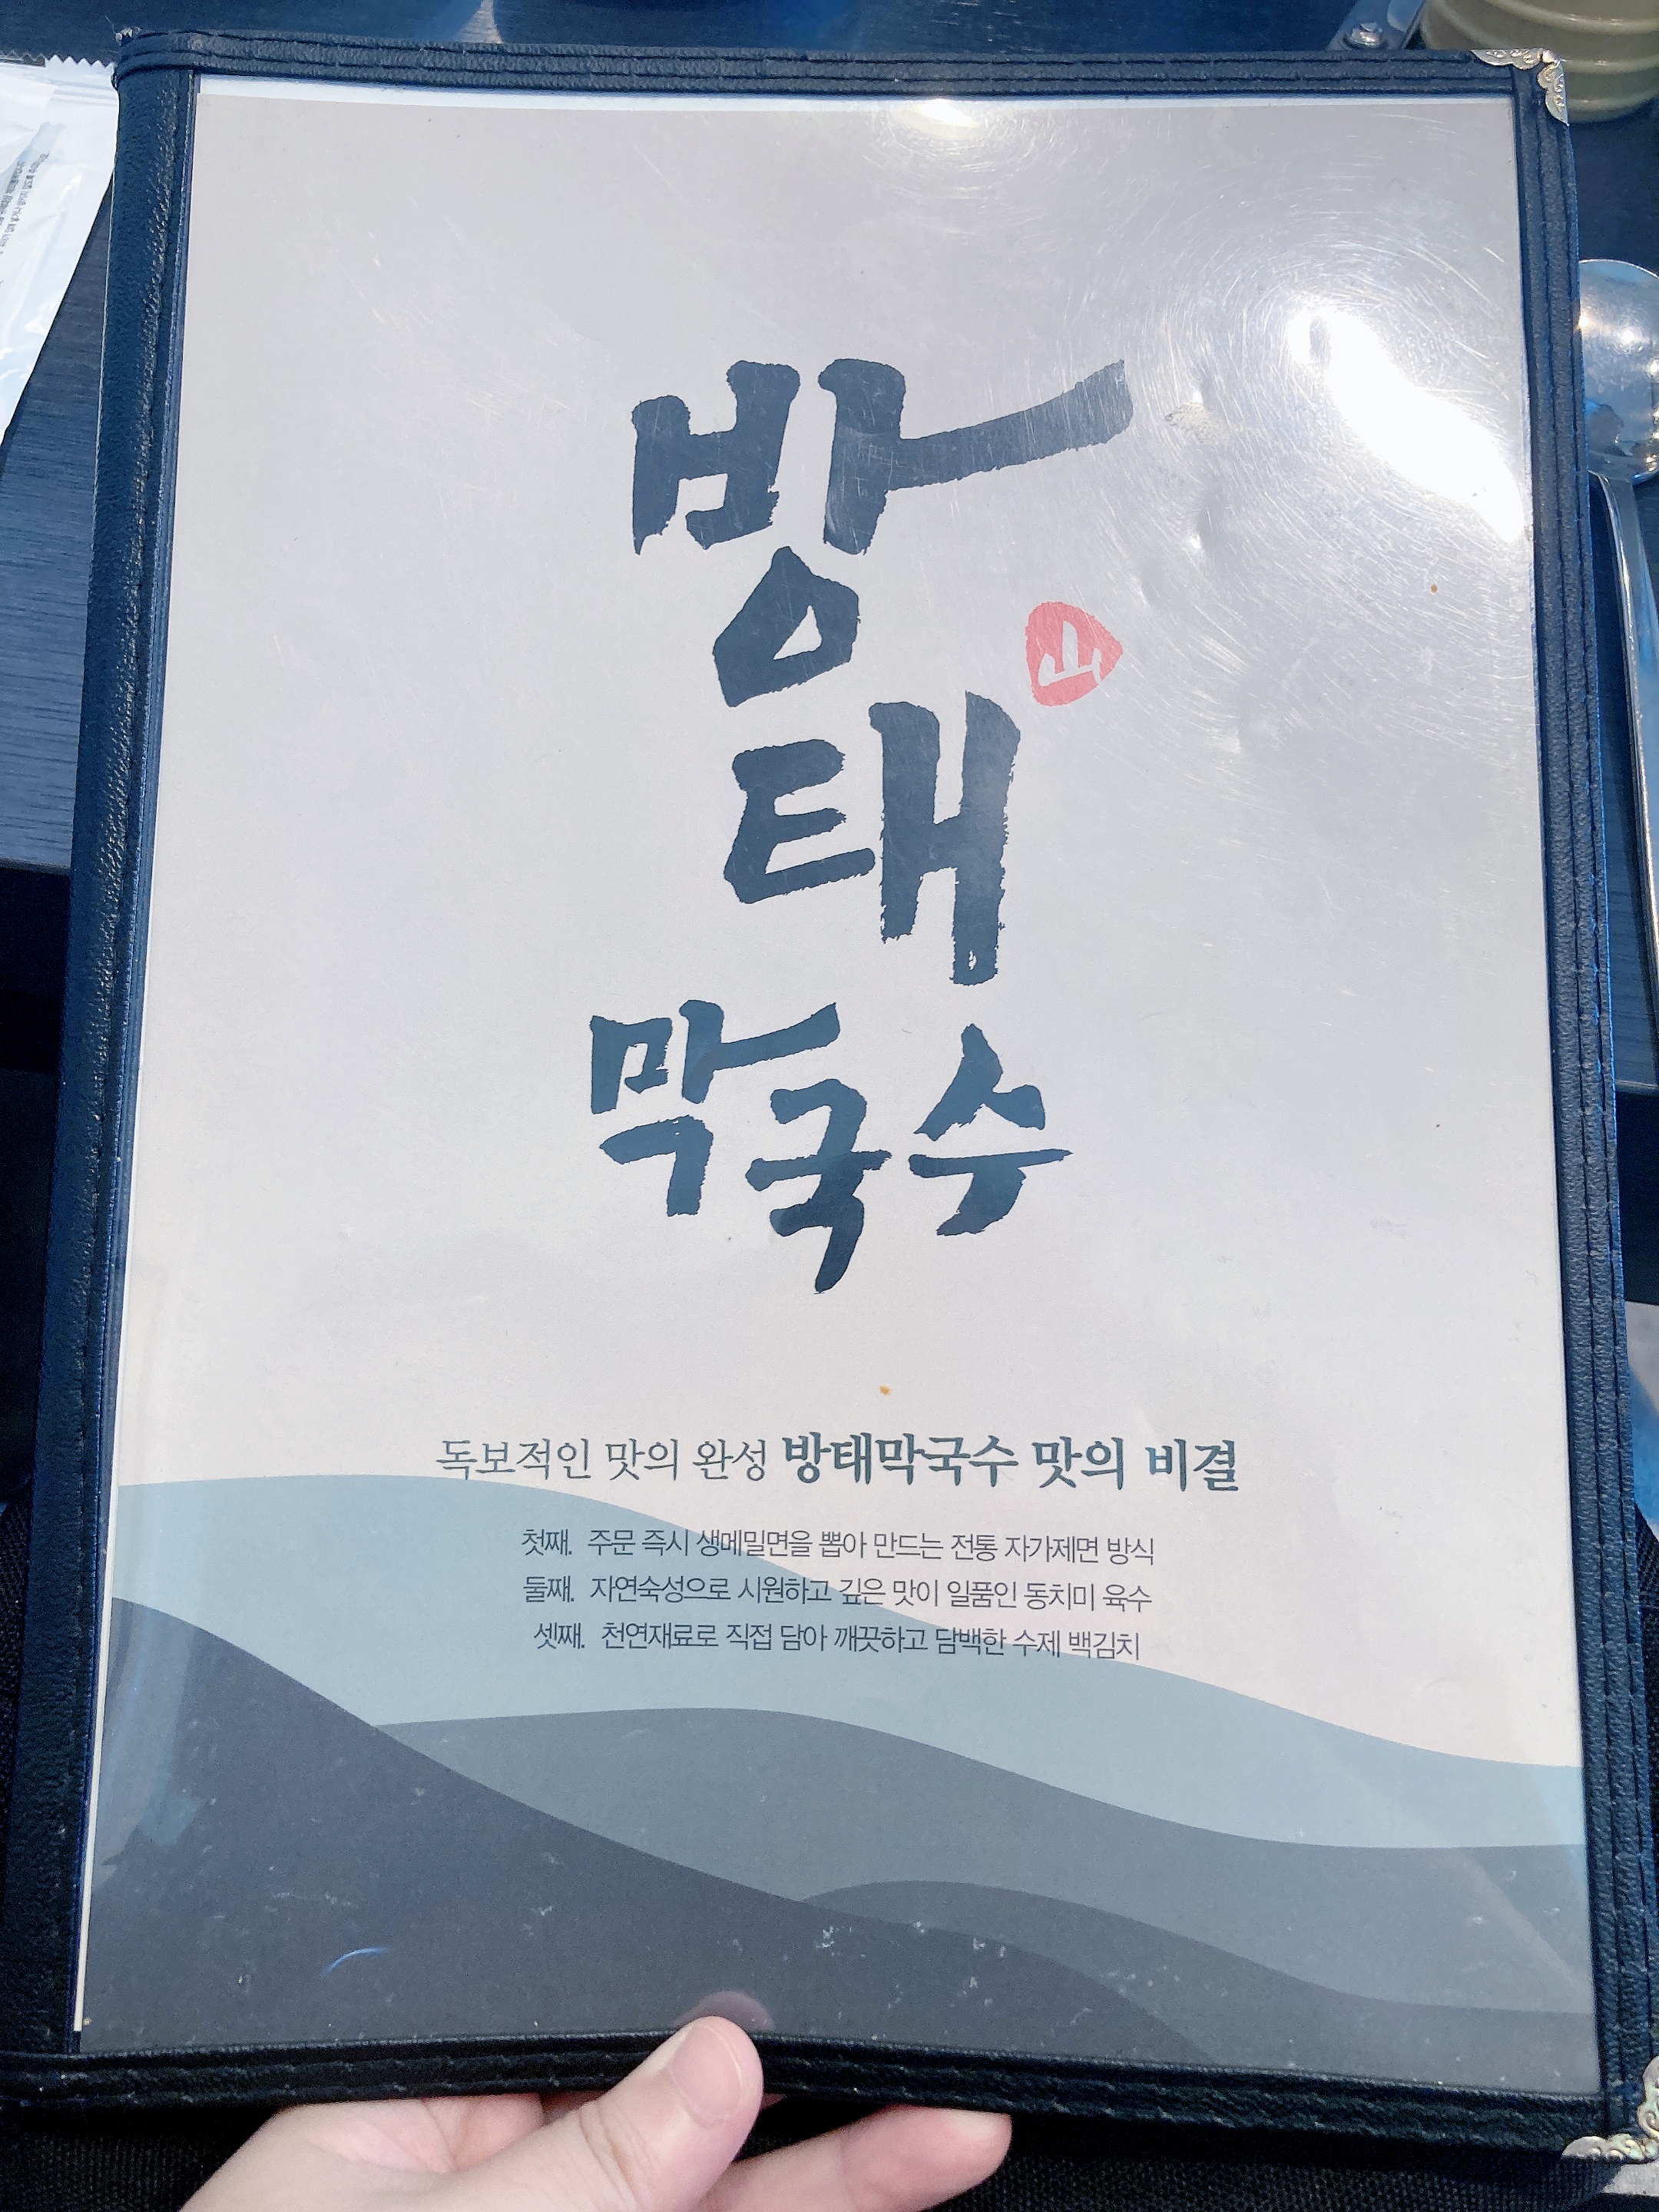 방
山
태
막국수
독보적인 맛의 완성 방태막국수 맛의 비결
첫째. 주문 즉시 생메밀면을 뽑아 만드는 전통 자가제면 방식
둘째. 자연숙성으로 시원하고 깊은 맛이 일품인 동치미 육수
셋째. 천연재료로 직접 담아 깨끗하고 담백한 수제 백김치